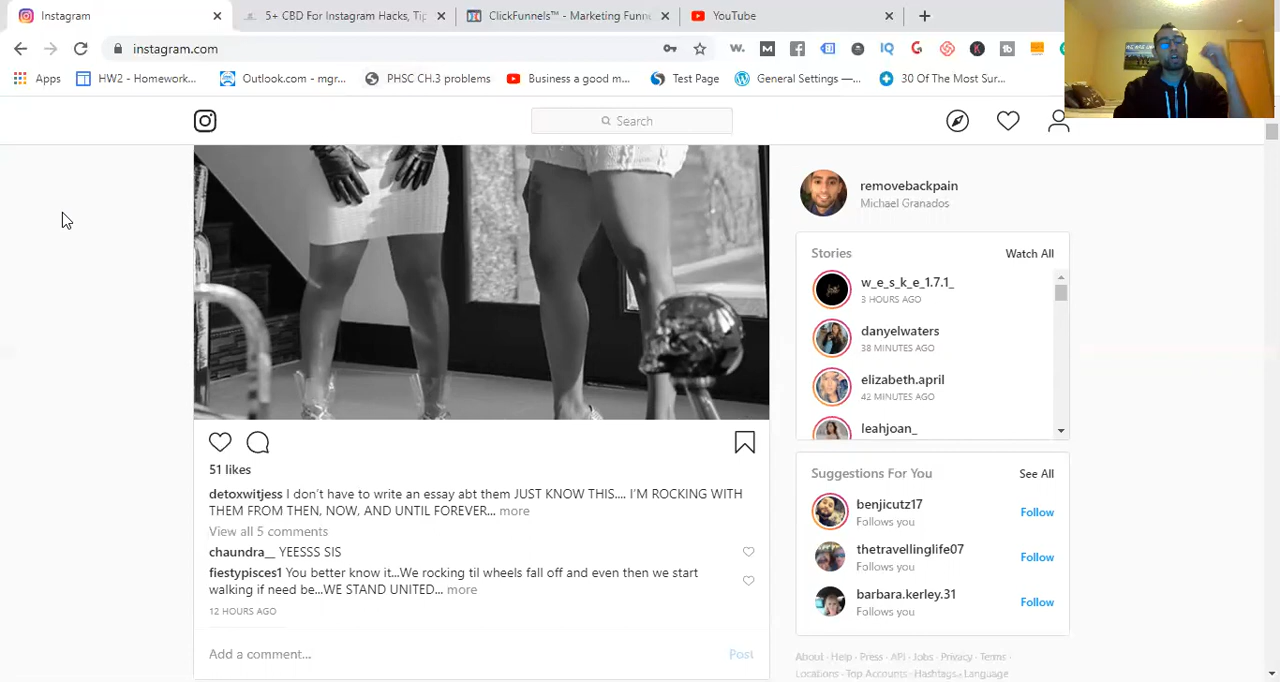 Instagram
5+ CBD For Instagram Hacks, Tip
ClickFunnels™ - Marketing Funn
YouTube
instagram.com
Apps
HW2 - Homework...
Outlook.com - mgr...
PHSC CH.3 problems
Business a good m...
Test Page
General Settings —...
30 Of The Most Sur...
Search
removebackpain
Michael Granados
Stories
Watch All
w_e_s_k_e_1.7.1_
3 HOURS AGO
danyelwaters
38 MINUTES AGO
elizabeth.april
42 MINUTES AGO
leahjoan_
51 likes
detoxwitjess I don't have to write an essay abt them JUST KNOW THIS.... I'M ROCKING WITH
THEM FROM THEN, NOW, AND UNTIL FOREVER... more
View all 5 comments
chaundra__ YEESSS SIS
fiestypisces1 You better know it...We rocking til wheels fall off and even then we start
walking if need be...WE STAND UNITED... more
12 HOURS AGO
Add a comment...
Post
Suggestions For You
See All
benjicutz17
Follows you
Follow
thetravellinglife07
Follows you
Follow
barbara.kerley.31
Follows you
Follow
About · Help · Press · API · Jobs · Privacy · Terms ·
Locations · Top Accounts · Hashtags · Language